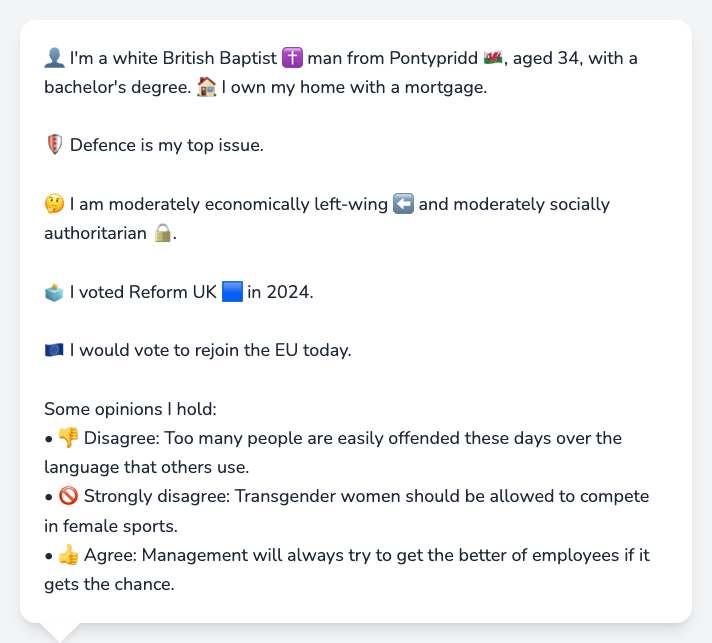 👤 I'm a white British Baptist ✝️ man from Pontypridd 🏴󠁧󠁢󠁷󠁬󠁳󠁿, aged 34, with a
bachelor's degree. 🏠 I own my home with a mortgage.
🛡️ Defence is my top issue.
🤔 I am moderately economically left-wing ⬅️ and moderately socially
authoritarian 🔒.
🗳️ I voted Reform UK 🟦 in 2024.
🇪🇺 I would vote to rejoin the EU today.
Some opinions I hold:
• 👎 Disagree: Too many people are easily offended these days over the
language that others use.
• 🚫 Strongly disagree: Transgender women should be allowed to compete
in female sports.
• 👍 Agree: Management will always try to get the better of employees if it
gets the chance.